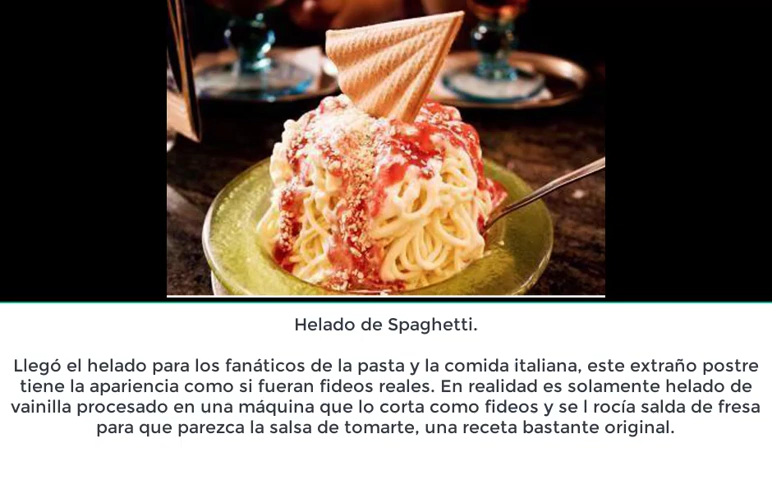 Helado de Spaghetti.
Llegó el helado para los fanáticos de la pasta y la comida italiana, este extraño postre
tiene la apariencia como si fueran fideos reales. En realidad es solamente helado de
vainilla procesado en una máquina que lo corta como fideos y se l rocía salda de fresa
para que parezca la salsa de tomarte, una receta bastante original.